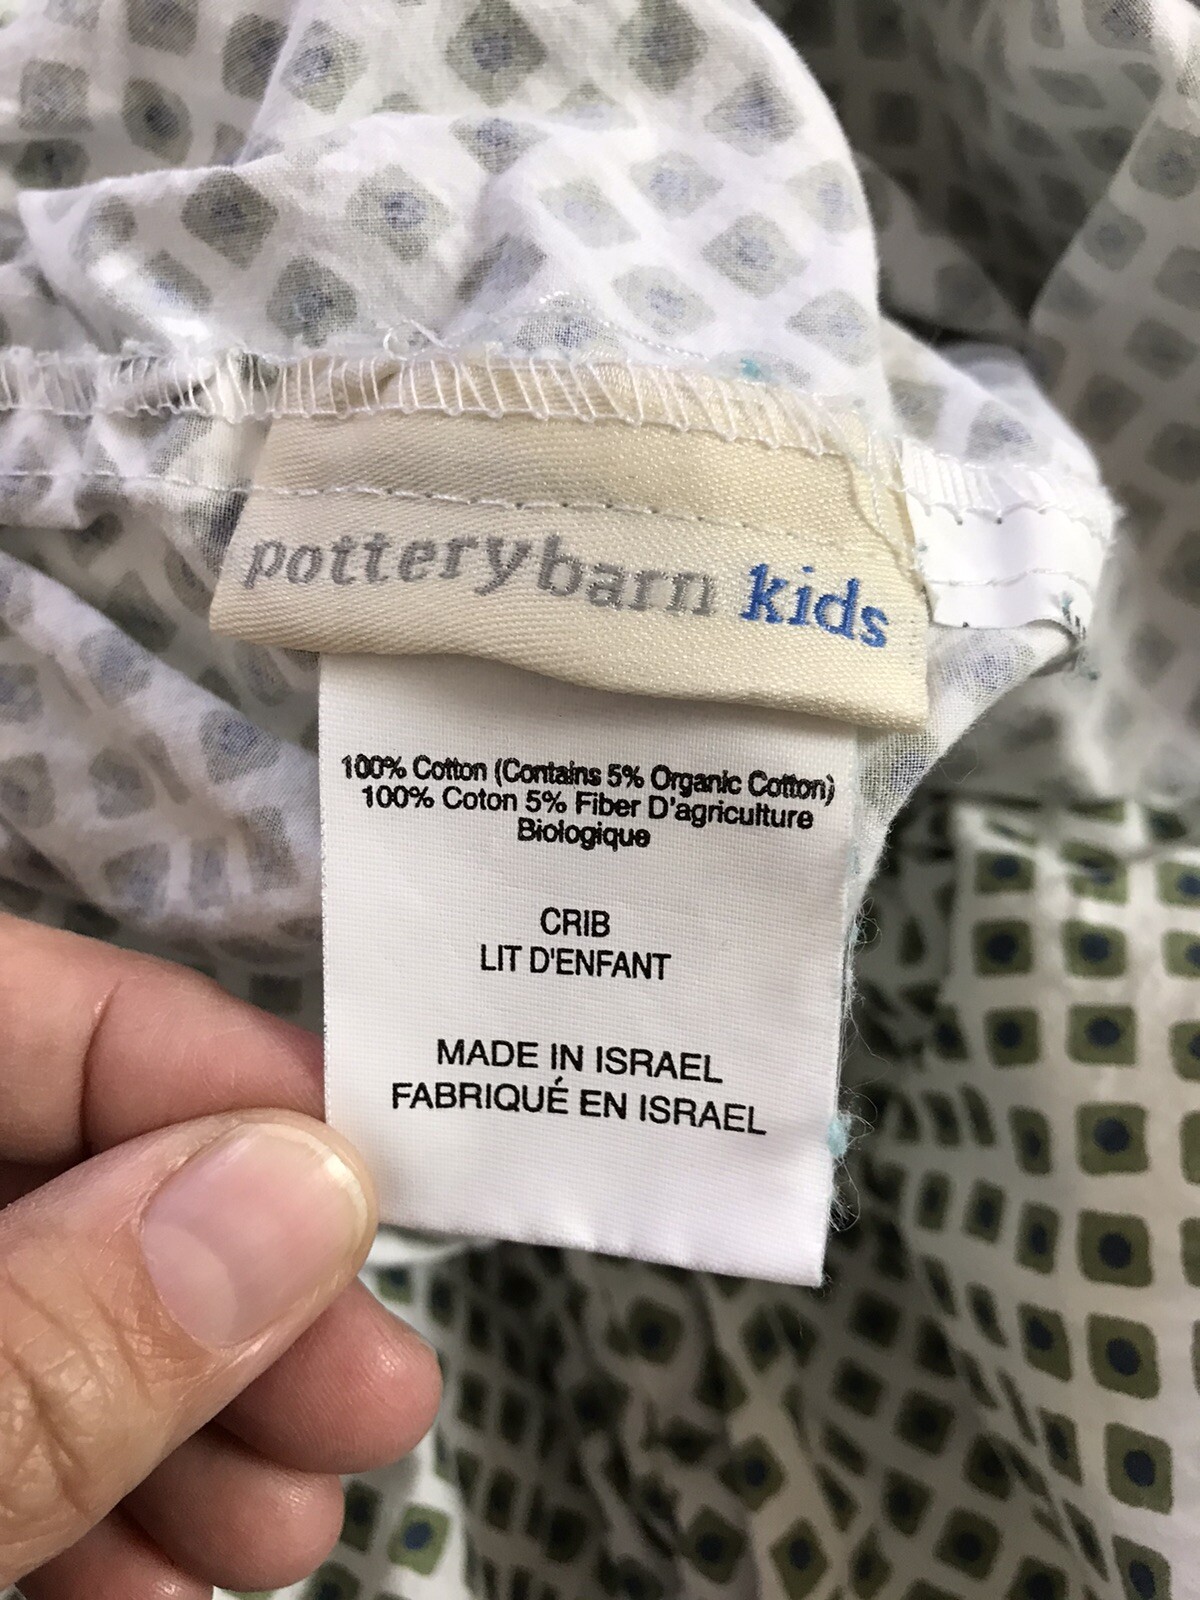 potterybarn kids
100% Cotton (Contains 5% Organic Cotton)
100% Coton 5% Fiber D'agriculture
Biologique
CRIB
LIT D'ENFANT
MADE IN ISRAEL
FABRIQUÉ EN ISRAEL